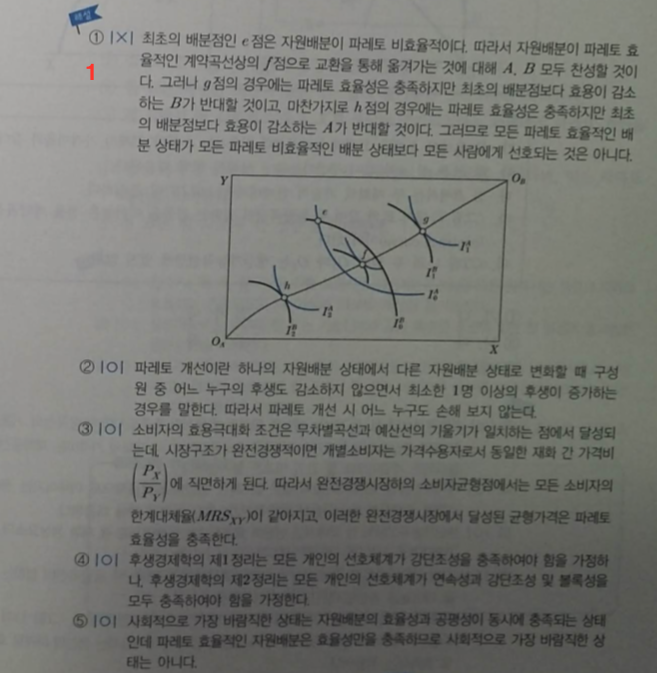 해설
① |×| 최초의 배분점인 e점은 자원배분이 파레토 비효율적이다. 따라서 자원배분이 파레토 효
율적인 계약곡선상의 f점으로 교환을 통해 옮겨가는 것에 대해 A, B 모두 찬성할 것이
1
다. 그러나 g점의 경우에는 파레토 효율성은 충족하지만 최초의 배분점보다 효용이 감소
하는 B가 반대할 것이고, 마찬가지로 h점의 경우에는 파레토 효율성은 충족하지만 최초
의 배분점보다 효용이 감소하는 A가 반대할 것이다. 그러므로 모든 파레토 효율적인 배
분 상태가 모든 파레토 비효율적인 배분 상태보다 모든 사람에게 선호되는 것은 아니다.
Y
O_B
e
g
I₁ᴬ
f
I₁ᴮ
h
I₀ᴬ
I₂ᴬ
I₂ᴮ
I₀ᴮ
O_A
X
② |○| 파레토 개선이란 하나의 자원배분 상태에서 다른 자원배분 상태로 변화할 때 구성
원 중 어느 누구의 후생도 감소하지 않으면서 최소한 1명 이상의 후생이 증가하는
경우를 말한다. 따라서 파레토 개선 시 어느 누구도 손해 보지 않는다.
③ |○| 소비자의 효용극대화 조건은 무차별곡선과 예산선의 기울기가 일치하는 점에서 달성되
는데, 시장구조가 완전경쟁적이면 개별소비자는 가격수용자로서 동일한 재화 간 가격비
(P_X/P_Y)에 직면하게 된다. 따라서 완전경쟁시장하의 소비자균형점에서는 모든 소비자의
한계대체율(MRS_XY)이 같아지고, 이러한 완전경쟁시장에서 달성된 균형가격은 파레토
효율성을 충족한다.
④ |○| 후생경제학의 제1정리는 모든 개인의 선호체계가 강단조성을 충족하여야 함을 가정하
나, 후생경제학의 제2정리는 모든 개인의 선호체계가 연속성과 강단조성 및 볼록성을
모두 충족하여야 함을 가정한다.
⑤ |○| 사회적으로 가장 바람직한 상태는 자원배분의 효율성과 공평성이 동시에 충족되는 상태
인데 파레토 효율적인 자원배분은 효율성만을 충족하므로 사회적으로 가장 바람직한 상
태는 아니다.